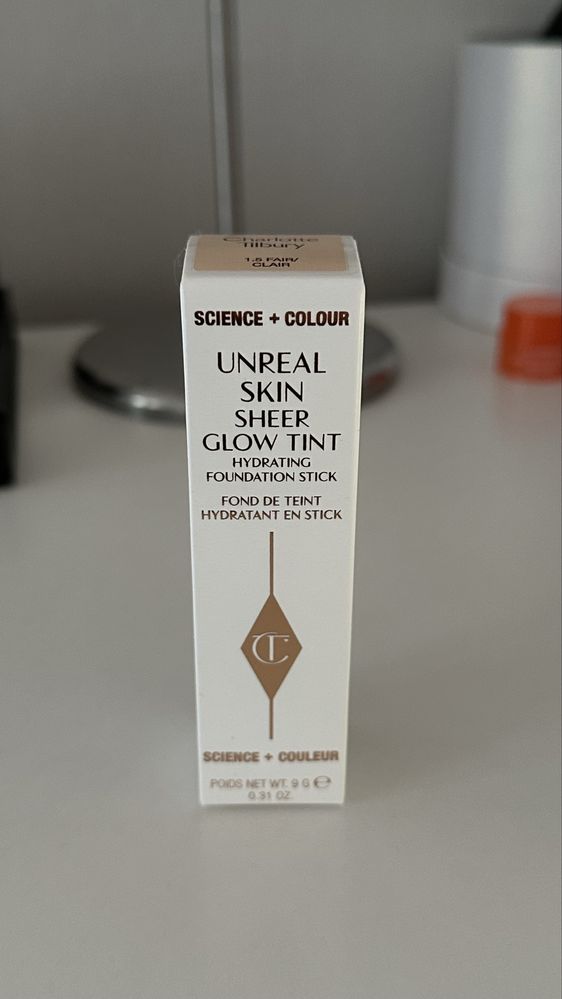 Charlotte
Tilbury
1.5 FAIR/
CLAIR
SCIENCE + COLOUR
UNREAL
SKIN
SHEER
GLOW TINT
HYDRATING
FOUNDATION STICK
FOND DE TEINT
HYDRATANT EN STICK
CT
SCIENCE + COULEUR
POIDS NET WT. 9 G ℮
0.31 OZ.